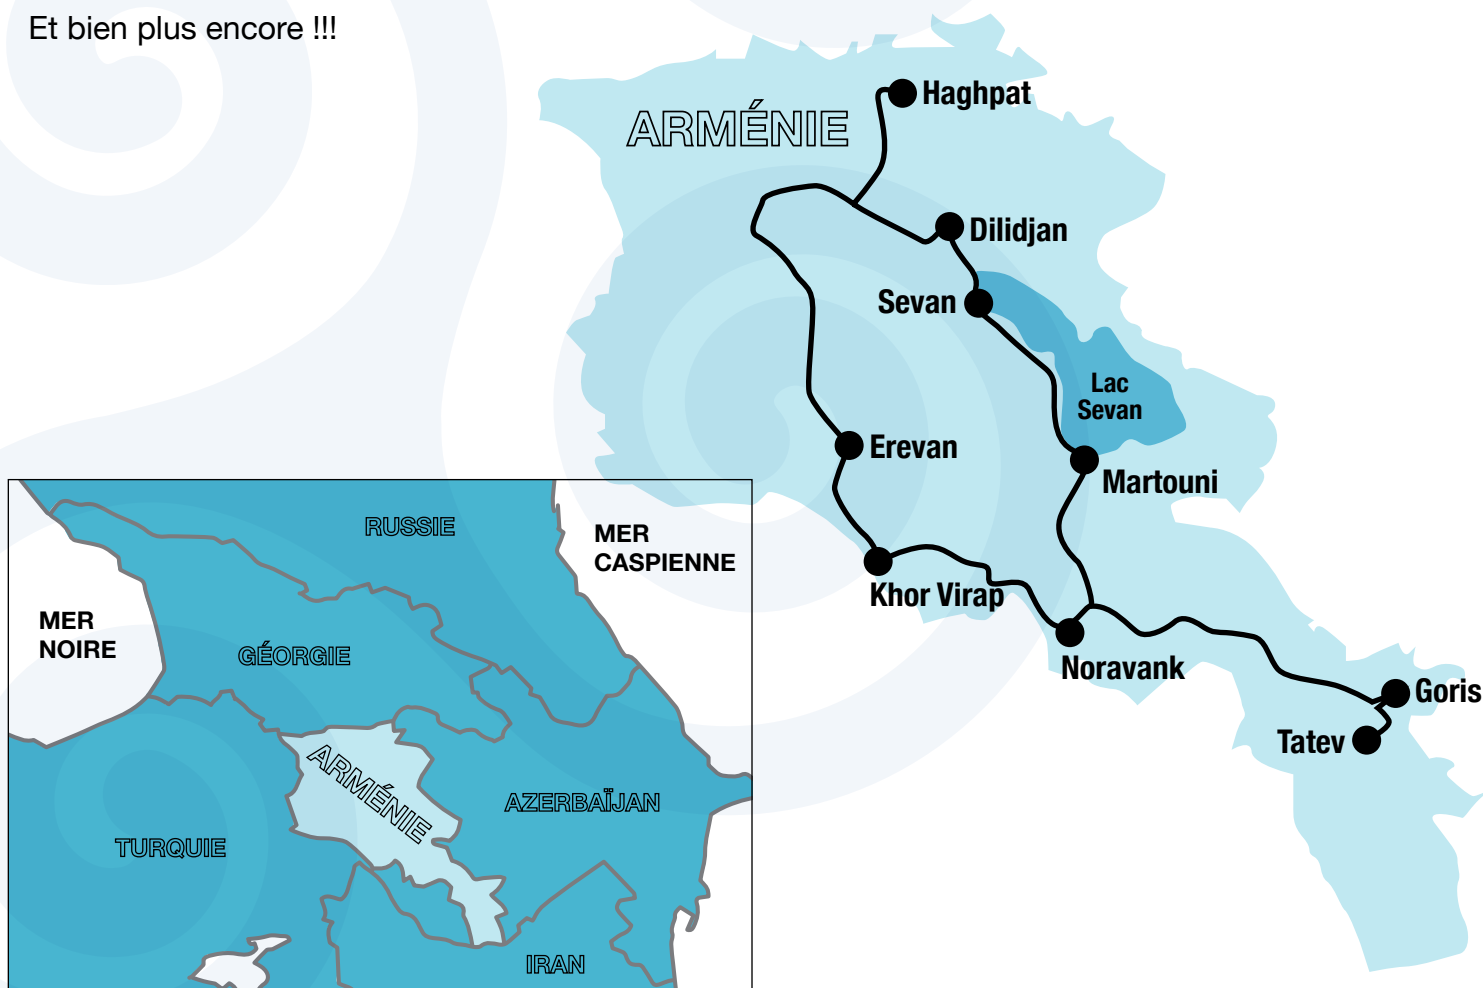 Et bien plus encore !!!
ARMÉNIE
Haghpat
Dilidjan
Sevan
Lac
Sevan
Erevan
Martouni
Khor Virap
Noravank
Goris
Tatev
RUSSIE
MER
CASPIENNE
MER
NOIRE
GÉORGIE
ARMÉNIE
AZERBAÏJAN
TURQUIE
IRAN